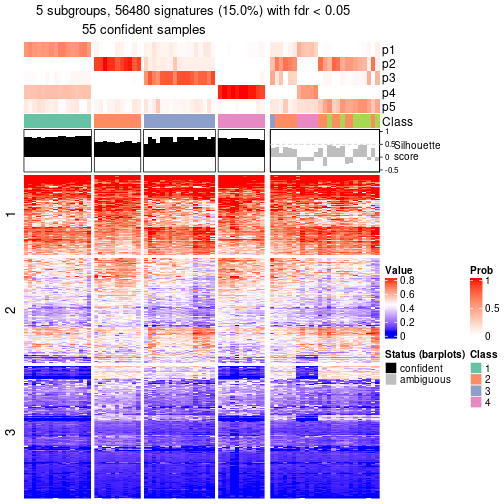 5 subgroups, 56480 signatures (15.0%) with fdr < 0.05
55 confident samples
p1
p2
p3
p4
p5
Class
1
0.5
Silhouette
0
score
-0.5
1
2
3
Value
0.8
0.6
0.4
0.2
0
Prob
1
0.5
0
Status (barplots)
confident
ambiguous
Class
1
2
3
4